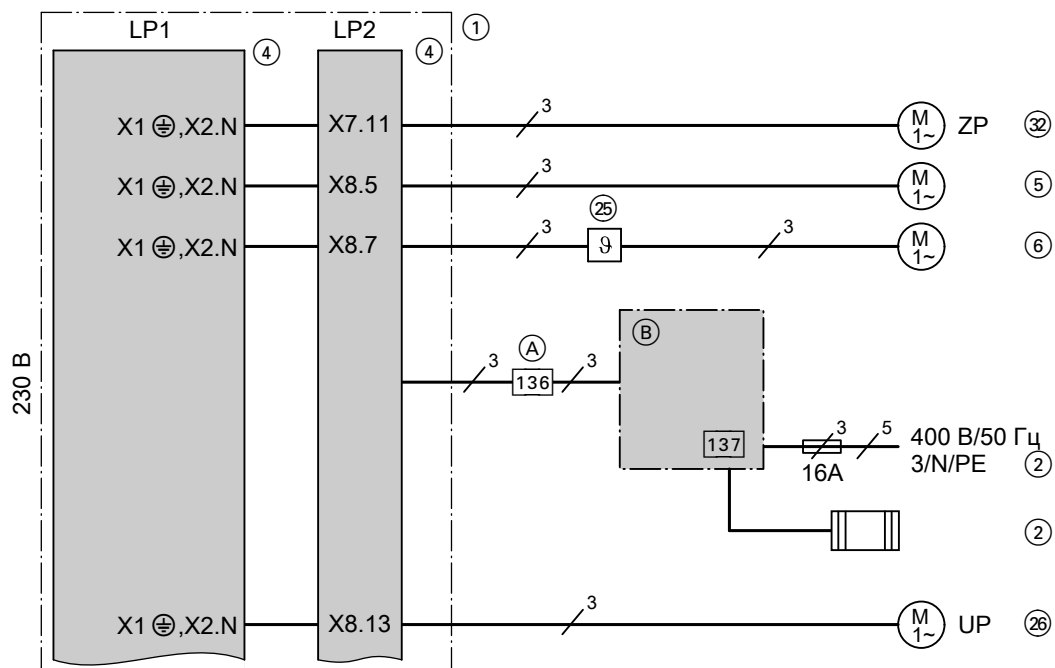 LP1 LP2 ①
④ ④
X1 ⏚,X2.N X7.11 3 M 1~ ZP ㉜
X1 ⏚,X2.N X8.5 3 M 1~ ⑤
㉕
X1 ⏚,X2.N X8.7 3 ϑ 3 M 1~ ⑥
230 В
Ⓐ Ⓑ
3 136 3
137 3 5 400 В/50 Гц
16A 3/N/PE ②
②
X1 ⏚,X2.N X8.13 3 M 1~ UP ㉖